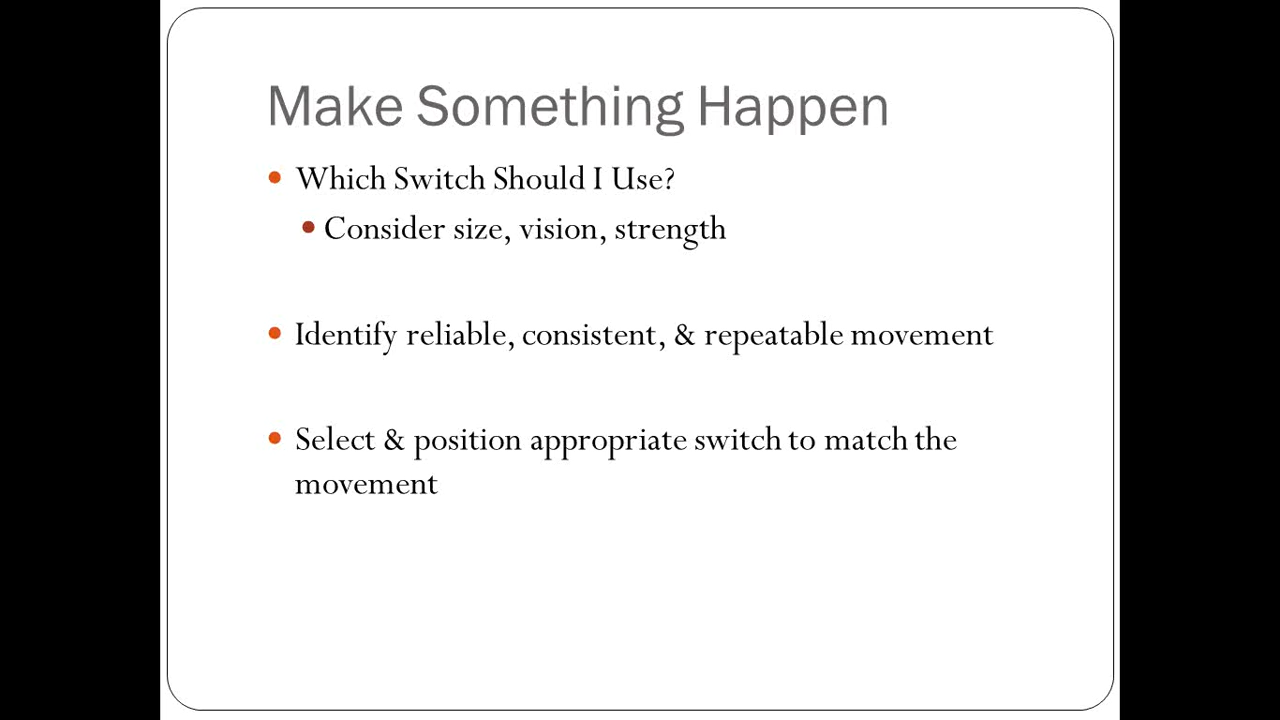 Make Something Happen
Which Switch Should I Use?
Consider size, vision, strength
Identify reliable, consistent, & repeatable movement
Select & position appropriate switch to match the
movement